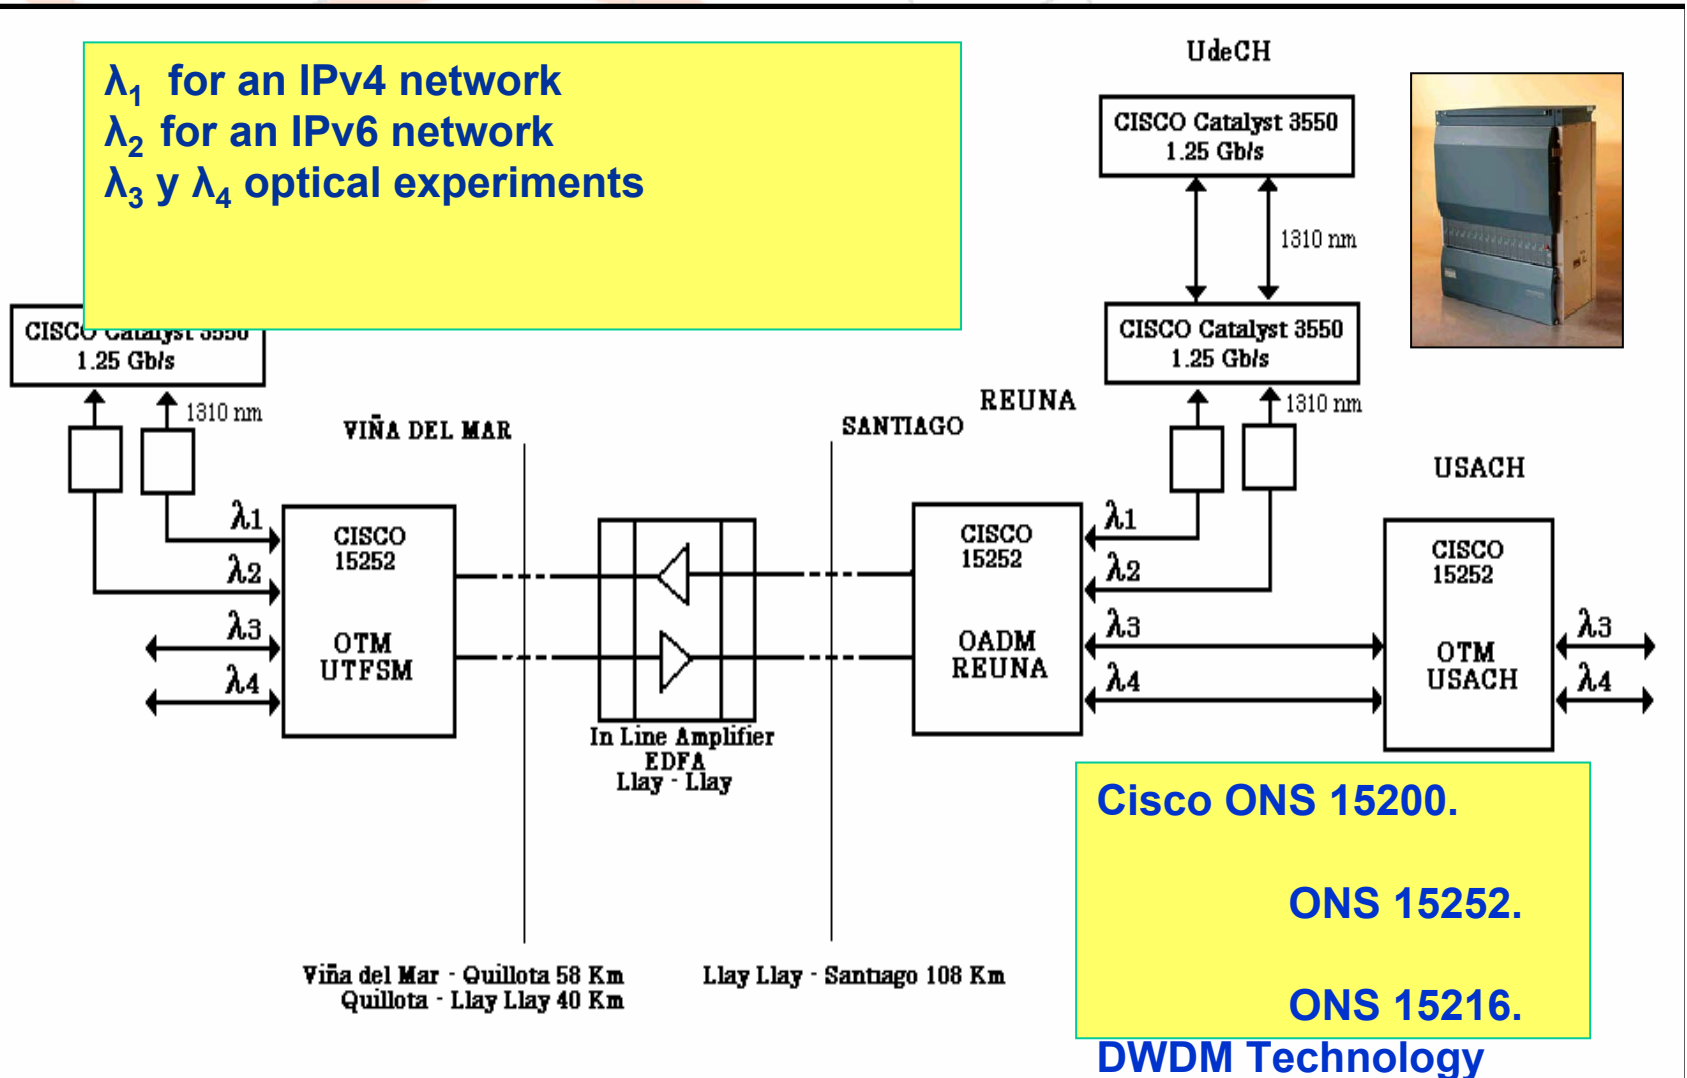 λ1 for an IPv4 network
λ2 for an IPv6 network
λ3 y λ4 optical experiments
UdeCH
CISCO Catalyst 3550
1.25 Gb/s
1310 nm
CISCO Catalyst 3550
1.25 Gb/s
CISCO Catalyst 3550
1.25 Gb/s
1310 nm
1310 nm
REUNA
VIÑA DEL MAR
SANTIAGO
USACH
λ1
λ2
λ3
λ4
CISCO
15252
OTM
UTFSM
In Line Amplifier
EDFA
Llay - Llay
CISCO
15252
OADM
REUNA
λ1
λ2
λ3
λ4
CISCO
15252
OTM
USACH
λ3
λ4
Viña del Mar - Quillota 58 Km
Quillota - Llay Llay 40 Km
Llay Llay - Santiago 108 Km
Cisco ONS 15200.
ONS 15252.
ONS 15216.
DWDM Technology